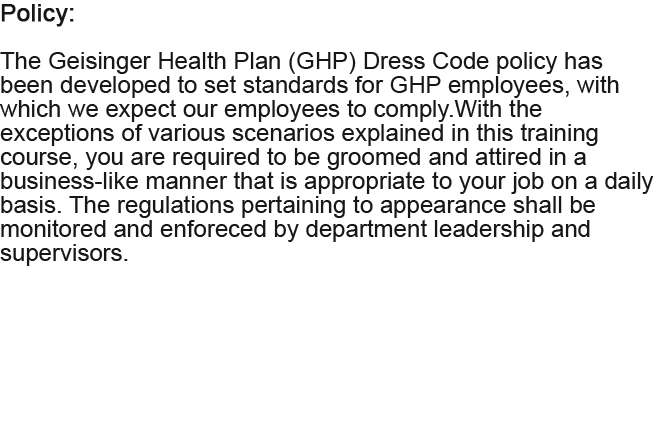 Policy:
The Geisinger Health Plan (GHP) Dress Code policy has
been developed to set standards for GHP employees, with
which we expect our employees to comply.With the
exceptions of various scenarios explained in this training
course, you are required to be groomed and attired in a
business-like manner that is appropriate to your job on a daily
basis. The regulations pertaining to appearance shall be
monitored and enforeced by department leadership and
supervisors.